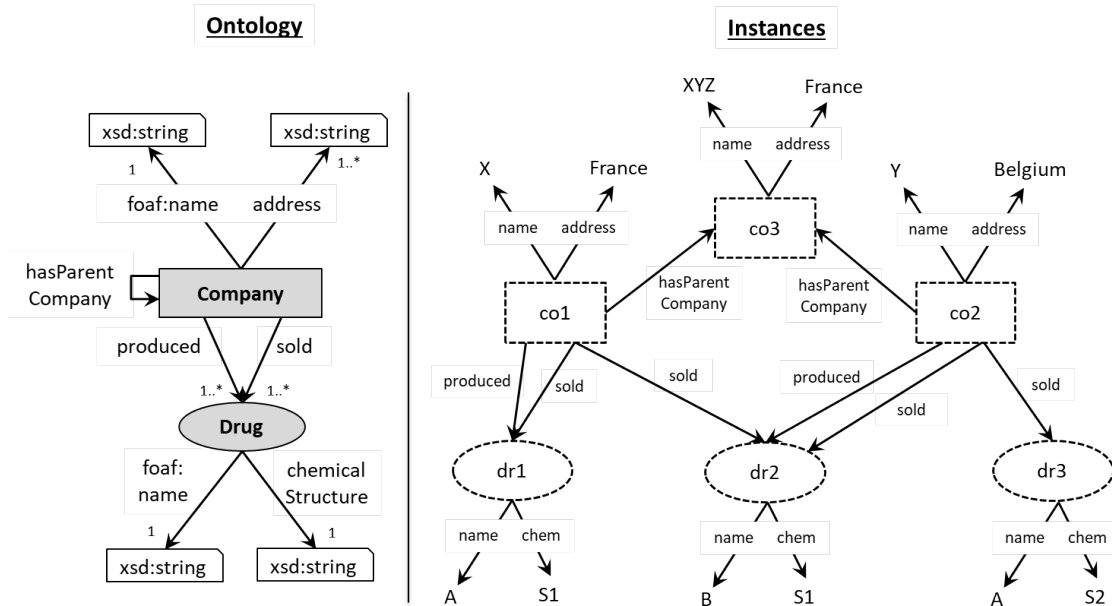 Ontology
xsd:string
xsd:string
1
1..*
foaf:name
address
hasParent
Company
Company
produced
sold
1..*
1..*
Drug
foaf:
name
chemical
Structure
1
1
xsd:string
xsd:string
Instances
XYZ
France
name
address
X
France
Y
Belgium
name
address
co3
name
address
hasParent
Company
hasParent
Company
co1
co2
produced
sold
sold
produced
sold
sold
dr1
dr2
dr3
name
chem
name
chem
name
chem
A
S1
B
S1
A
S2